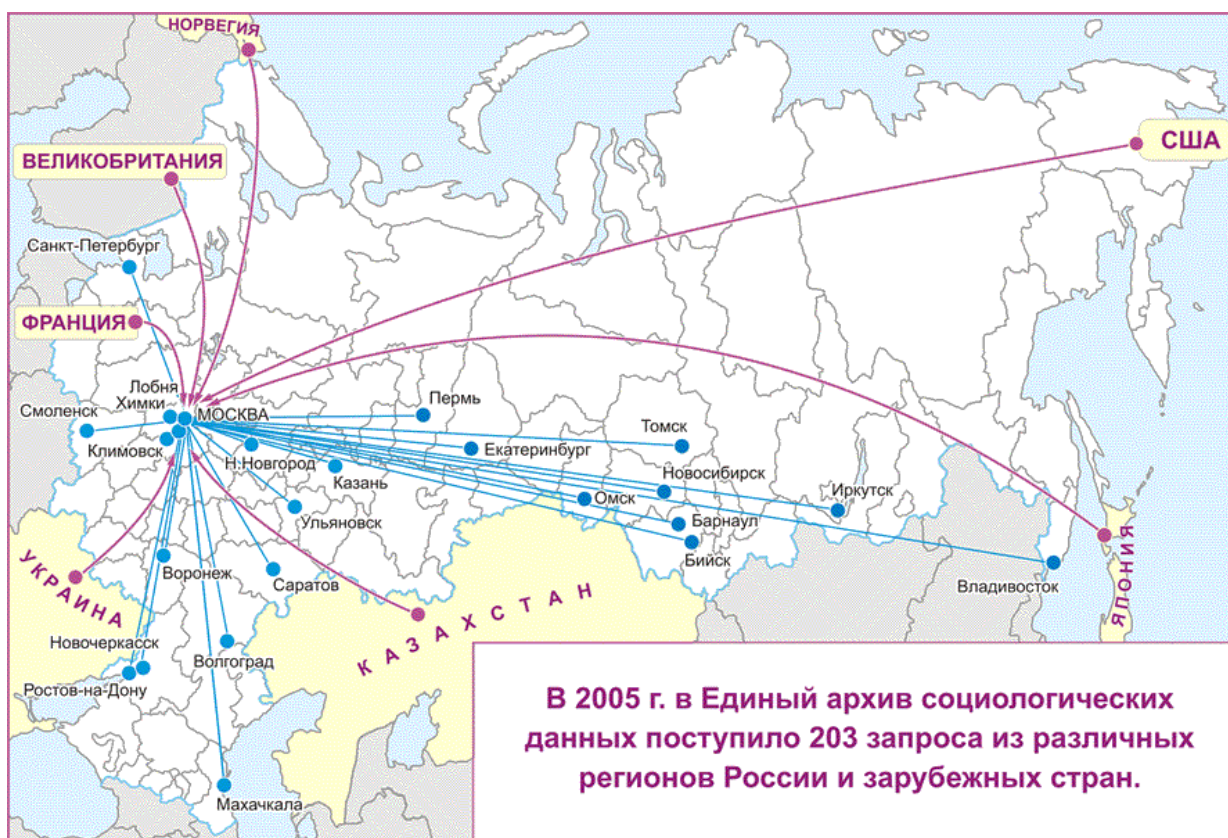 НОРВЕГИЯ
США
ВЕЛИКОБРИТАНИЯ
Санкт-Петербург
ФРАНЦИЯ
Лобня
Химки
МОСКВА
Смоленск
Климовск
Н.Новгород
Казань
Ульяновск
Пермь
Екатеринбург
Томск
Новосибирск
Омск
Барнаул
Бийск
Иркутск
Владивосток
ЯПОНИЯ
УКРАИНА
Воронеж
Саратов
КАЗАХСТАН
Новочеркасск
Ростов-на-Дону
Волгоград
Махачкала
В 2005 г. в Единый архив социологических
данных поступило 203 запроса из различных
регионов России и зарубежных стран.